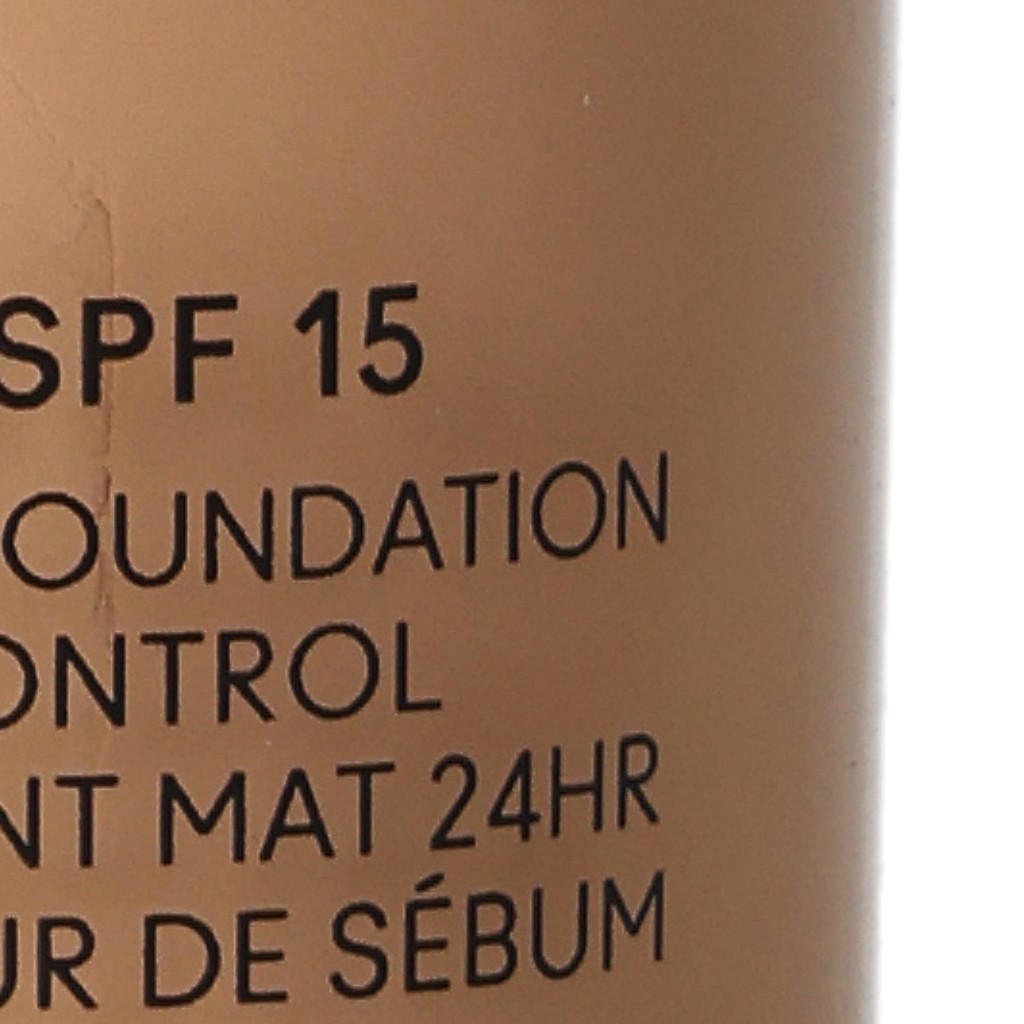 SPF 15
OUNDATION
ONTROL
NT MAT 24HR
UR DE SÉBUM